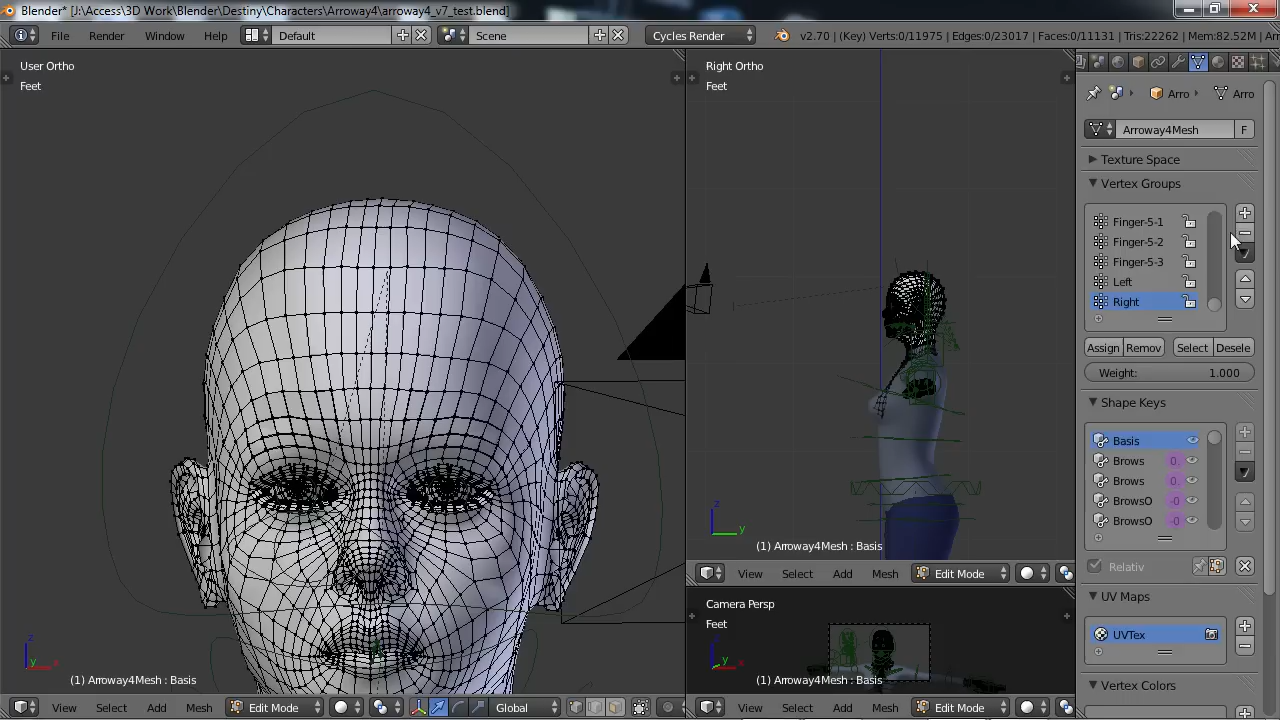 Blender* [J:\Access\3D Work\Blender\Destiny\Characters\Arroway4\arroway4_v7_test.blend]
File Render Window Help Default Scene Cycles Render v2.70 | (Key) Verts:0/11975 | Edges:0/23017 | Faces:0/11131 | Tris:22262 | Mem:82.52M | Arr
User Ortho
Feet
Right Ortho
Feet
Arro Arro
Arroway4Mesh F
Texture Space
Vertex Groups
Finger-5-1
Finger-5-2
Finger-5-3
Left
Right
Assign Remov Select Desele
Weight: 1.000
Shape Keys
Basis
Brows 0.
Brows 0.
BrowsO -0
BrowsO -0
Relativ
UV Maps
UVTex
Vertex Colors
z
y
(1) Arroway4Mesh : Basis
View Select Add Mesh Edit Mode
Camera Persp
Feet
z
y
x
(1) Arroway4Mesh : Basis
z
y
x
(1) Arroway4Mesh : Basis
View Select Add Mesh Edit Mode Global
View Select Add Mesh Edit Mode